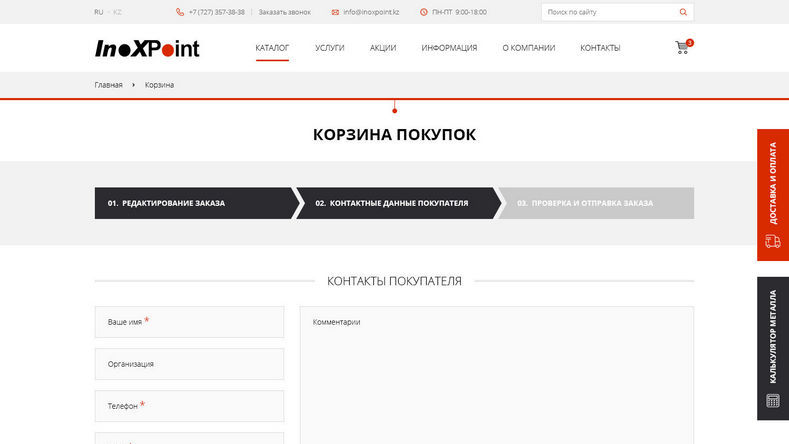 RU KZ +7 (727) 357-38-38 Заказать звонок info@inoxpoint.kz ПН-ПТ 9:00-18:00 Поиск по сайту
InoXPoint КАТАЛОГ УСЛУГИ АКЦИИ ИНФОРМАЦИЯ О КОМПАНИИ КОНТАКТЫ 3
Главная › Корзина
КОРЗИНА ПОКУПОК
ДОСТАВКА И ОПЛАТА
01. РЕДАКТИРОВАНИЕ ЗАКАЗА 02. КОНТАКТНЫЕ ДАННЫЕ ПОКУПАТЕЛЯ 03. ПРОВЕРКА И ОТПРАВКА ЗАКАЗА
КОНТАКТЫ ПОКУПАТЕЛЯ
КАЛЬКУЛЯТОР МЕТАЛЛА
Ваше имя * Комментарии
Организация
Телефон *